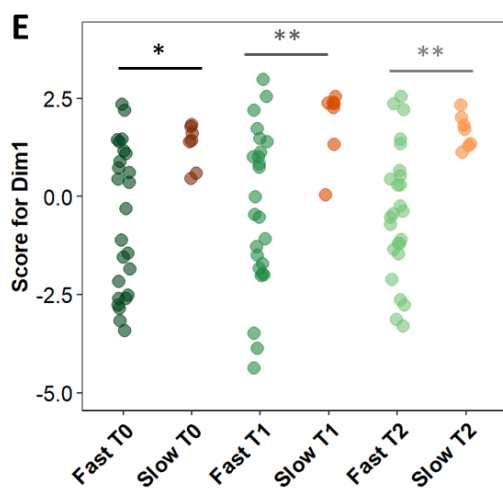 E
* ** **
Score for Dim1
2.5
0.0
-2.5
-5.0
Fast T0
Slow T0
Fast T1
Slow T1
Fast T2
Slow T2